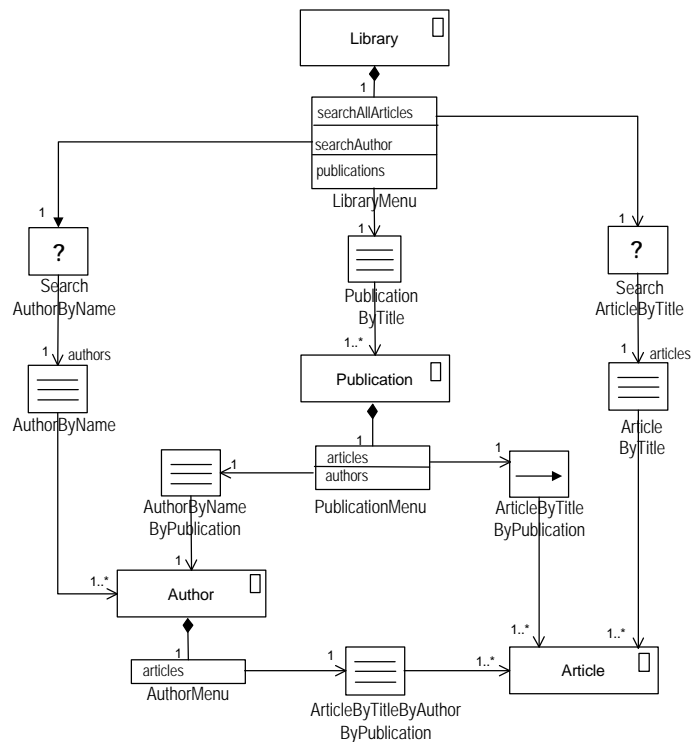 Library
1
searchAllArticles
searchAuthor
publications
LibraryMenu
1
?
Search
AuthorByName
1
Publication
ByTitle
1
?
Search
ArticleByTitle
1..*
1
authors
AuthorByName
Publication
1
articles
Article
ByTitle
1
articles
authors
PublicationMenu
1
AuthorByName
ByPublication
1
ArticleByTitle
ByPublication
1
1..*
Author
1
articles
AuthorMenu
1
ArticleByTitleByAuthor
ByPublication
1..*
1..*
1..*
Article